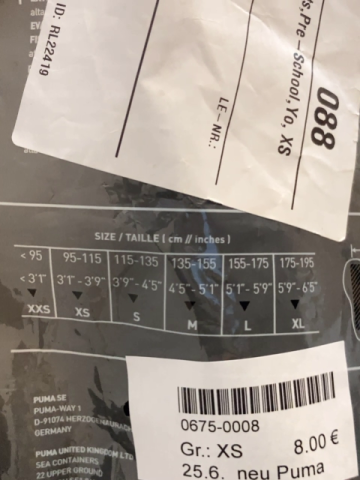 ID: RL22419
LE-NR.:
Pre-School, Yo, XS
088
SIZE / TAILLE [ cm // inches ]
< 95 95-115 115-135 135-155 155-175 175-195
< 3'1" 3'1" - 3'9" 3'9" - 4'5" 4'5" - 5'1" 5'1" - 5'9" 5'9" - 6'5"
XXS XS S M L XL
PUMA SE
PUMA-WAY 1
D-91074 HERZOGENAURACH
GERMANY
PUMA UNITED KINGDOM LTD
SEA CONTAINERS
22 UPPER GROUND
0675-0008
Gr.: XS 8.00 €
25.6. neu Puma